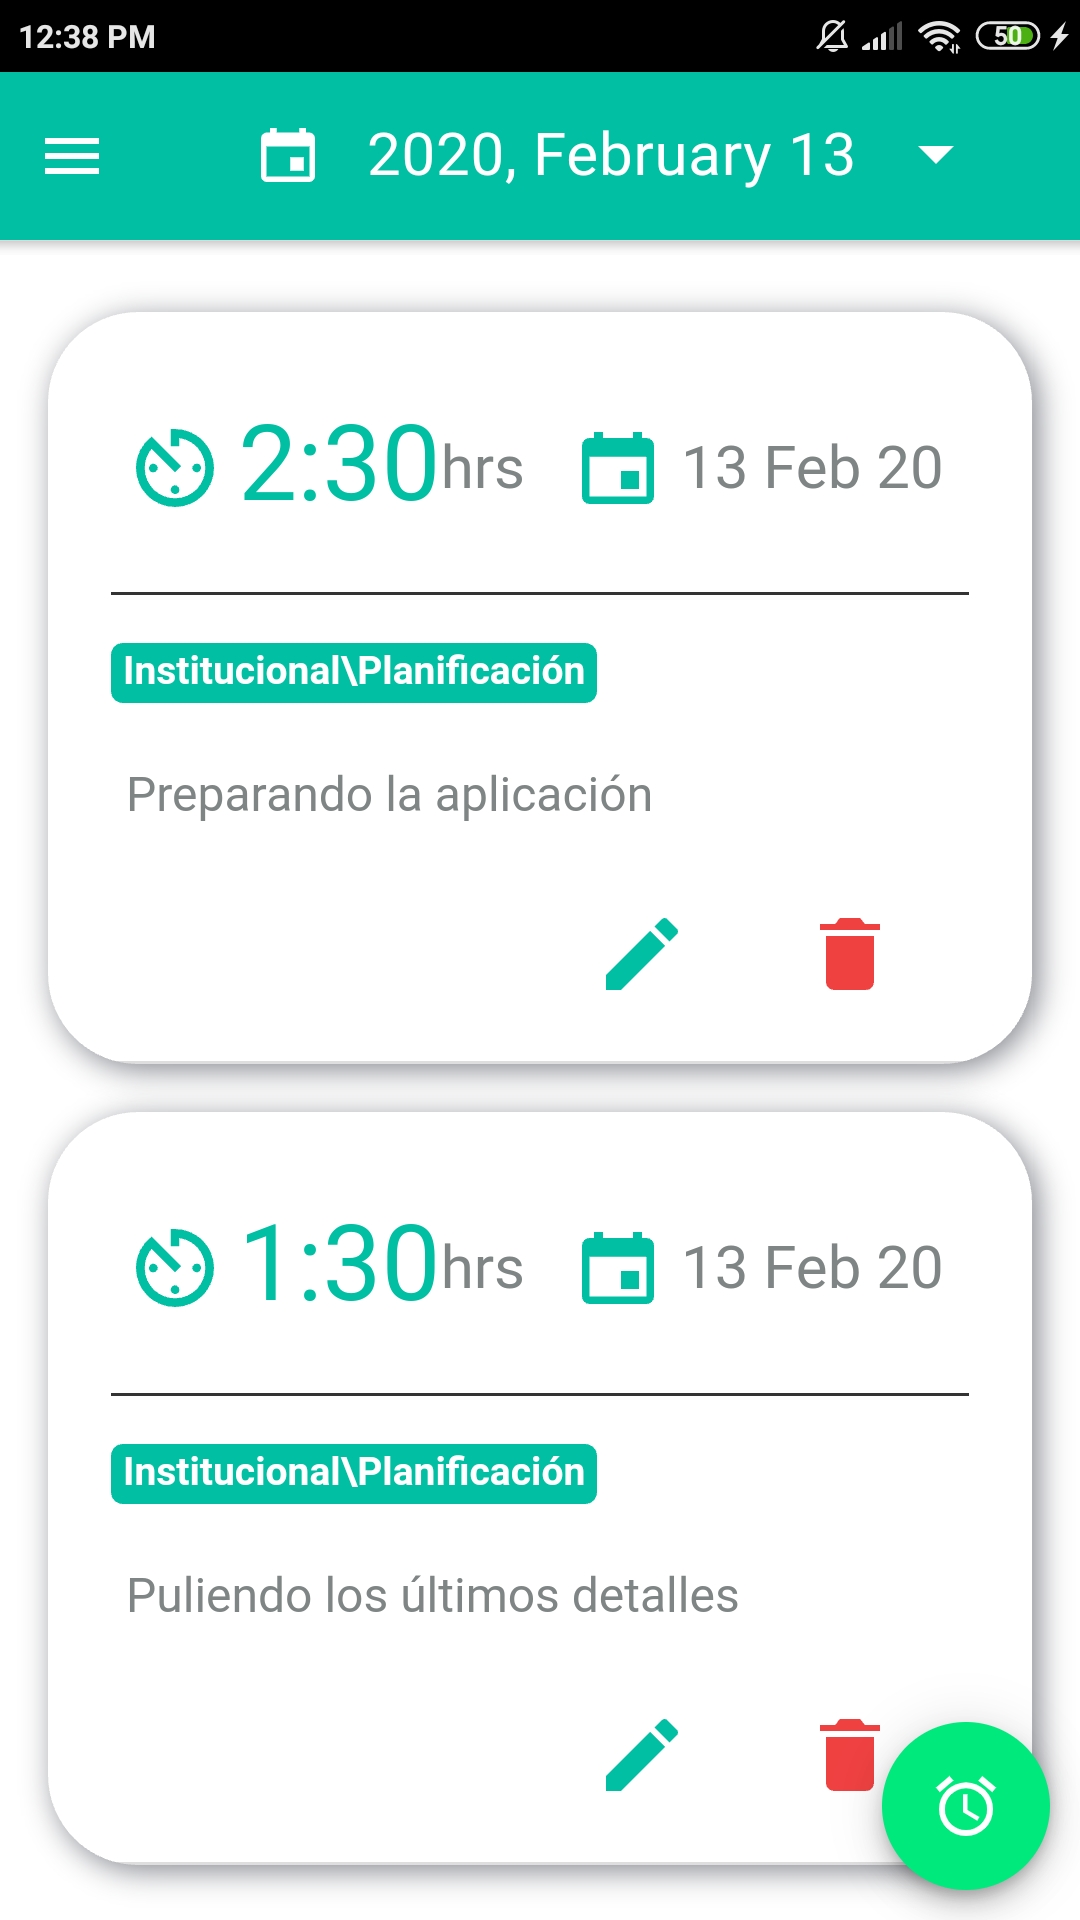 12:38 PM
50
2020, February 13
2:30hrs
13 Feb 20
Institucional\Planificación
Preparando la aplicación
1:30hrs
13 Feb 20
Institucional\Planificación
Puliendo los últimos detalles